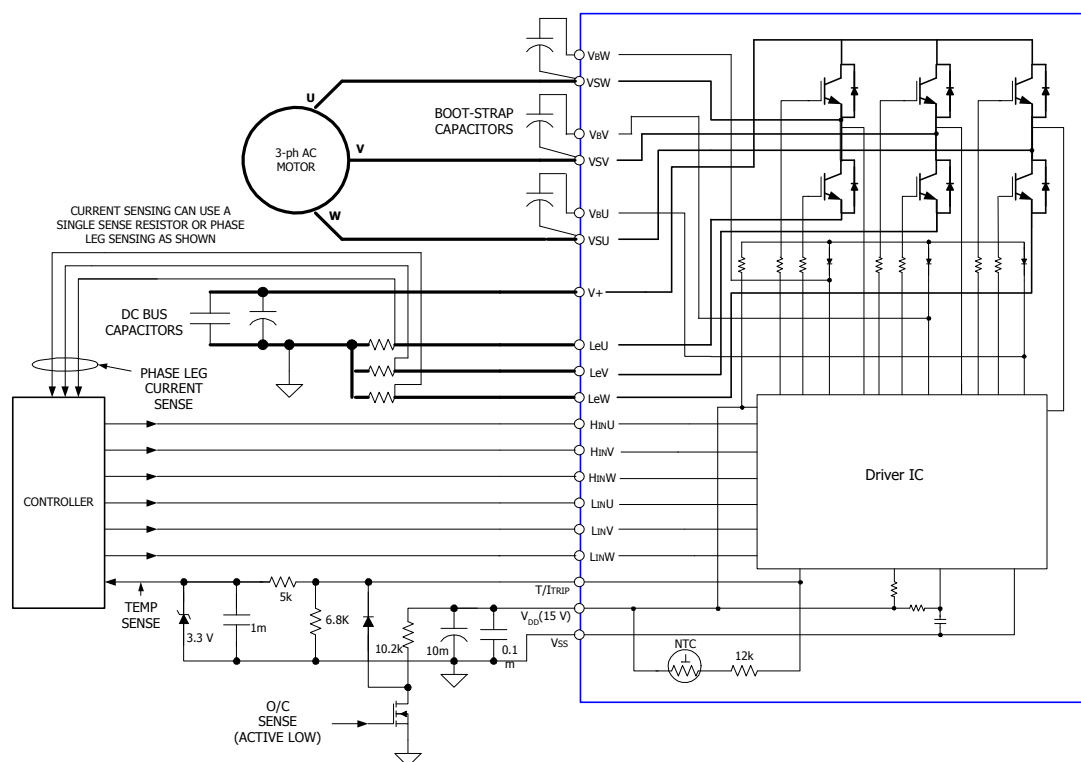 VBW
VSW
U
BOOT-STRAP
CAPACITORS
VBV
3-ph AC
MOTOR
V
VSV
W
VBU
CURRENT SENSING CAN USE A
SINGLE SENSE RESISTOR OR PHASE
LEG SENSING AS SHOWN
VSU
V+
DC BUS
CAPACITORS
LeU
PHASE LEG
CURRENT
SENSE
LeV
LeW
HINU
HINV
HINW
CONTROLLER
Driver IC
LINU
LINV
LINW
T/ITRIP
5k
TEMP
SENSE
3.3 V
1m
6.8K
10.2k
10m
0.1
m
VDD(15 V)
VSS
NTC
12k
O/C
SENSE
(ACTIVE LOW)